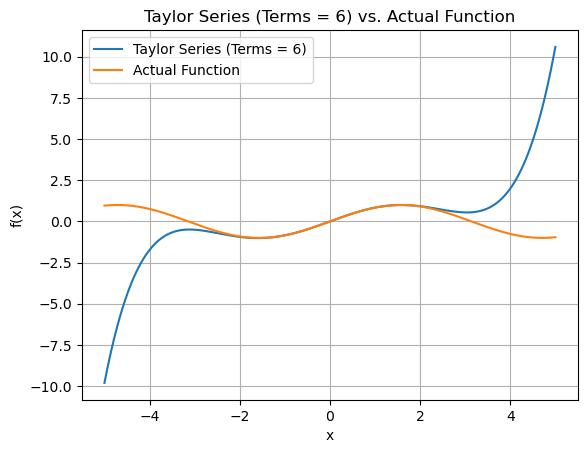 Taylor Series (Terms = 6) vs. Actual Function
Taylor Series (Terms = 6)
Actual Function
10.0
7.5
5.0
2.5
0.0
−2.5
−5.0
−7.5
−10.0
f(x)
−4
−2
0
2
4
x